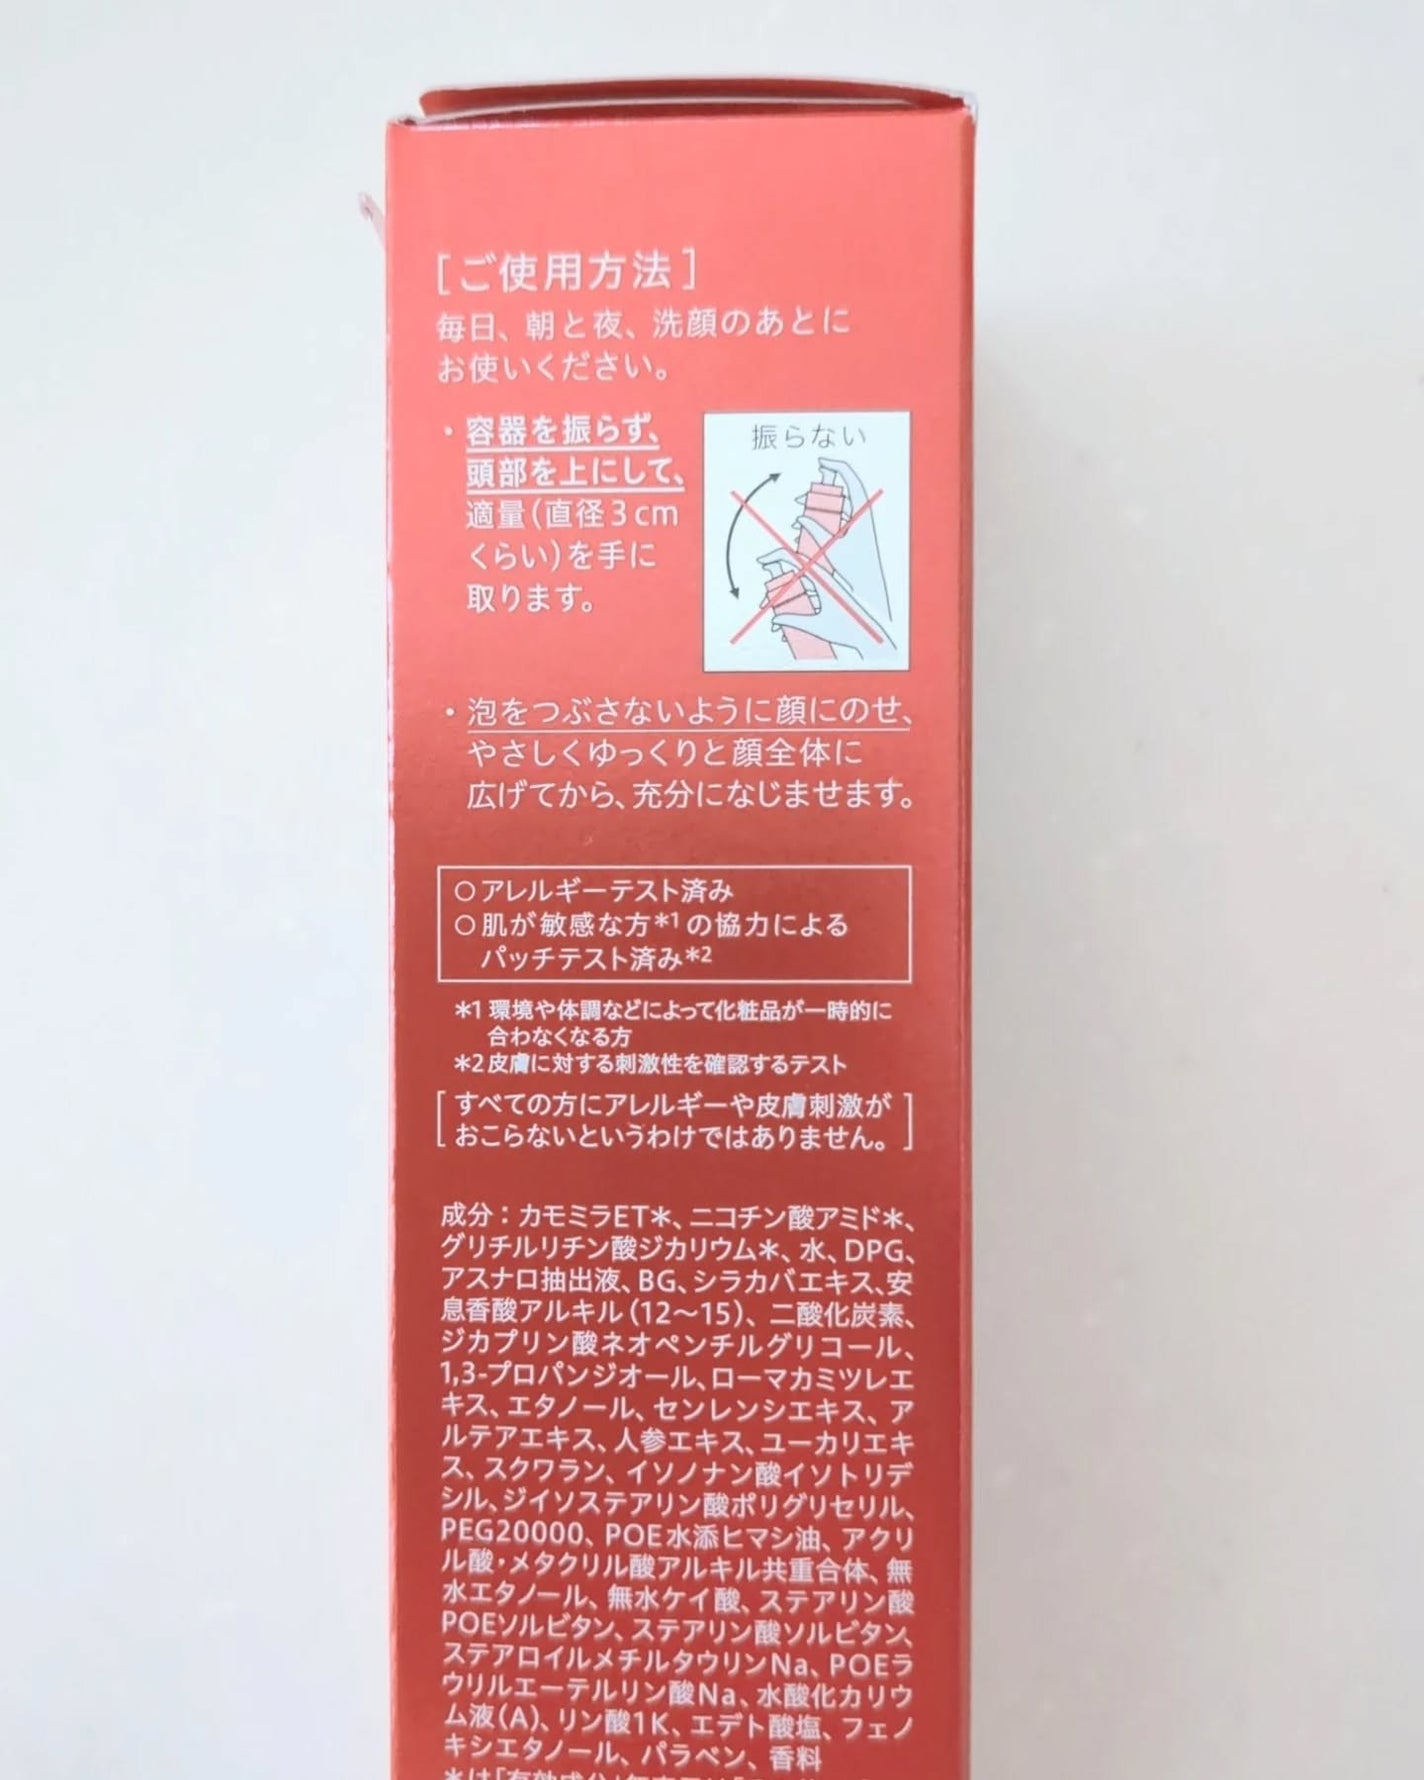 [ご使用方法]
毎日、朝と夜、洗顔のあとに
お使いください。
・容器を振らず、
頭部を上にして、
適量(直径3cm
くらい)を手に
取ります。
振らない
・泡をつぶさないように顔にのせ、
やさしくゆっくりと顔全体に
広げてから、充分になじませます。
○アレルギーテスト済み
○肌が敏感な方*1の協力による
パッチテスト済み*2
*1 環境や体調などによって化粧品が一時的に
合わなくなる方
*2 皮膚に対する刺激性を確認するテスト
[すべての方にアレルギーや皮膚刺激が
おこらないというわけではありません。]
成分:カモミラET*、ニコチン酸アミド*、
グリチルリチン酸ジカリウム*、水、DPG、
アスナロ抽出液、BG、シラカバエキス、安
息香酸アルキル(12〜15)、二酸化炭素、
ジカプリン酸ネオペンチルグリコール、
1,3-プロパンジオール、ローマカミツレエ
キス、エタノール、センレンシエキス、ア
ルテアエキス、人参エキス、ユーカリエキ
ス、スクワラン、イソノナン酸イソトリデ
シル、ジイソステアリン酸ポリグリセリル、
PEG20000、POE水添ヒマシ油、アクリ
ル酸・メタクリル酸アルキル共重合体、無
水エタノール、無水ケイ酸、ステアリン酸
POEソルビタン、ステアリン酸ソルビタン、
ステアロイルメチルタウリンNa、POEラ
ウリルエーテルリン酸Na、水酸化カリウ
ム液(A)、リン酸1K、エデト酸塩、フェノ
キシエタノール、パラベン、香料
*は「有効成分」